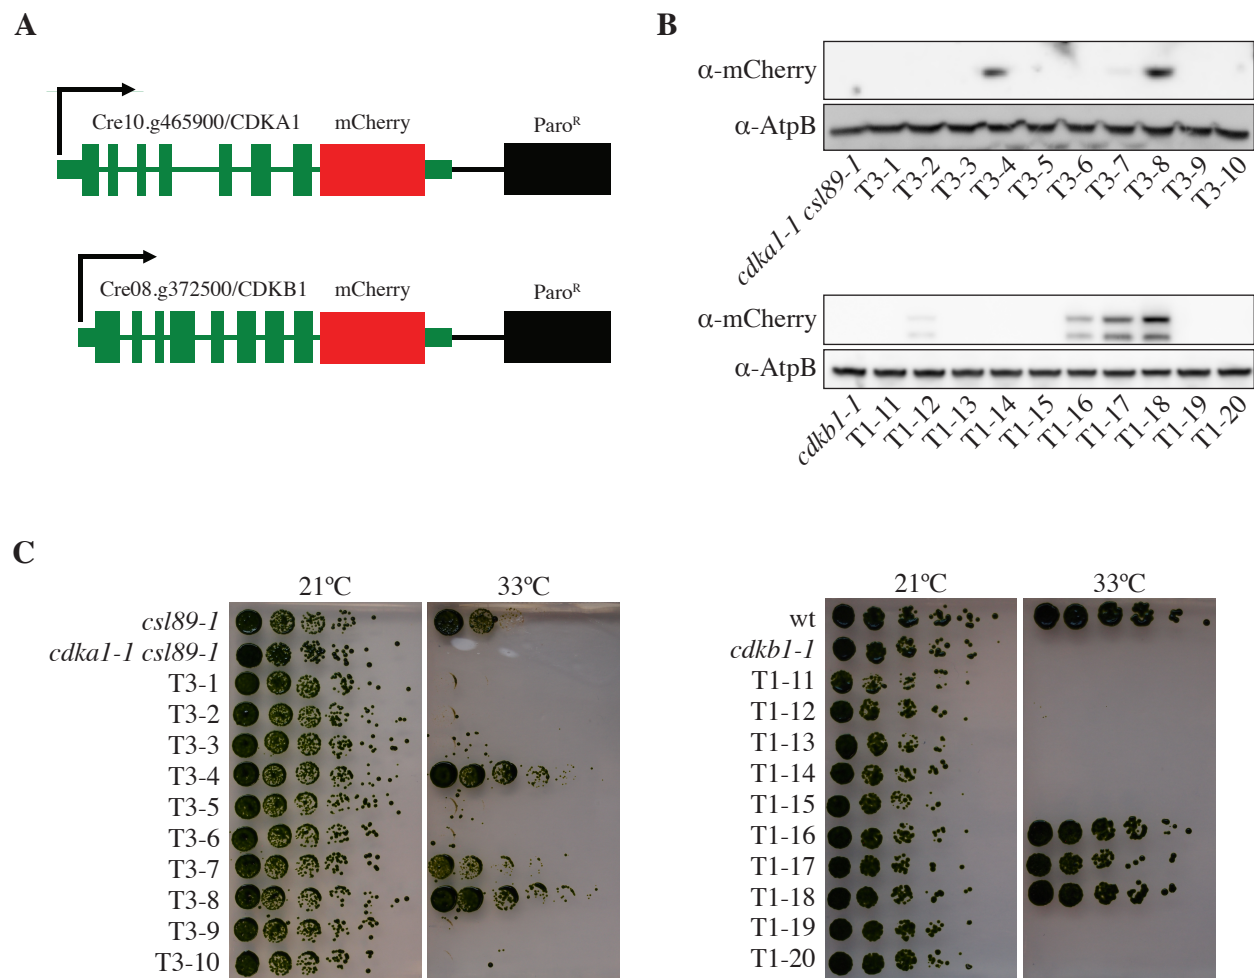 A
Cre10.g465900/CDKA1
mCherry
Paroᴿ
Cre08.g372500/CDKB1
mCherry
Paroᴿ
B
α-mCherry
α-AtpB
cdka1-1 csl89-1
T3-1
T3-2
T3-3
T3-4
T3-5
T3-6
T3-7
T3-8
T3-9
T3-10
α-mCherry
α-AtpB
cdkb1-1
T1-11
T1-12
T1-13
T1-14
T1-15
T1-16
T1-17
T1-18
T1-19
T1-20
C
21ºC
33ºC
csl89-1
cdka1-1 csl89-1
T3-1
T3-2
T3-3
T3-4
T3-5
T3-6
T3-7
T3-8
T3-9
T3-10
21ºC
33ºC
wt
cdkb1-1
T1-11
T1-12
T1-13
T1-14
T1-15
T1-16
T1-17
T1-18
T1-19
T1-20